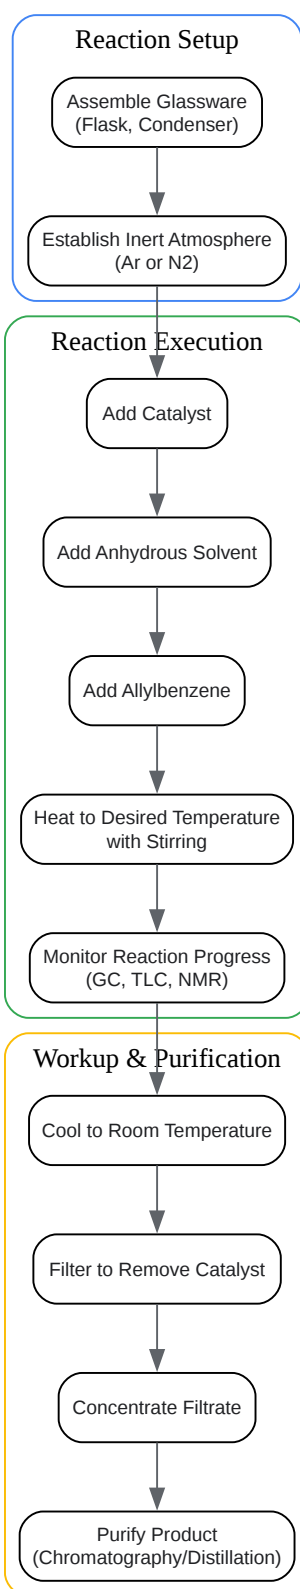 Reaction Setup
Assemble Glassware
(Flask, Condenser)
Establish Inert Atmosphere
(Ar or N2)
Reaction Execution
Add Catalyst
Add Anhydrous Solvent
Add Allylbenzene
Heat to Desired Temperature
with Stirring
Monitor Reaction Progress
(GC, TLC, NMR)
Workup & Purification
Cool to Room Temperature
Filter to Remove Catalyst
Concentrate Filtrate
Purify Product
(Chromatography/Distillation)